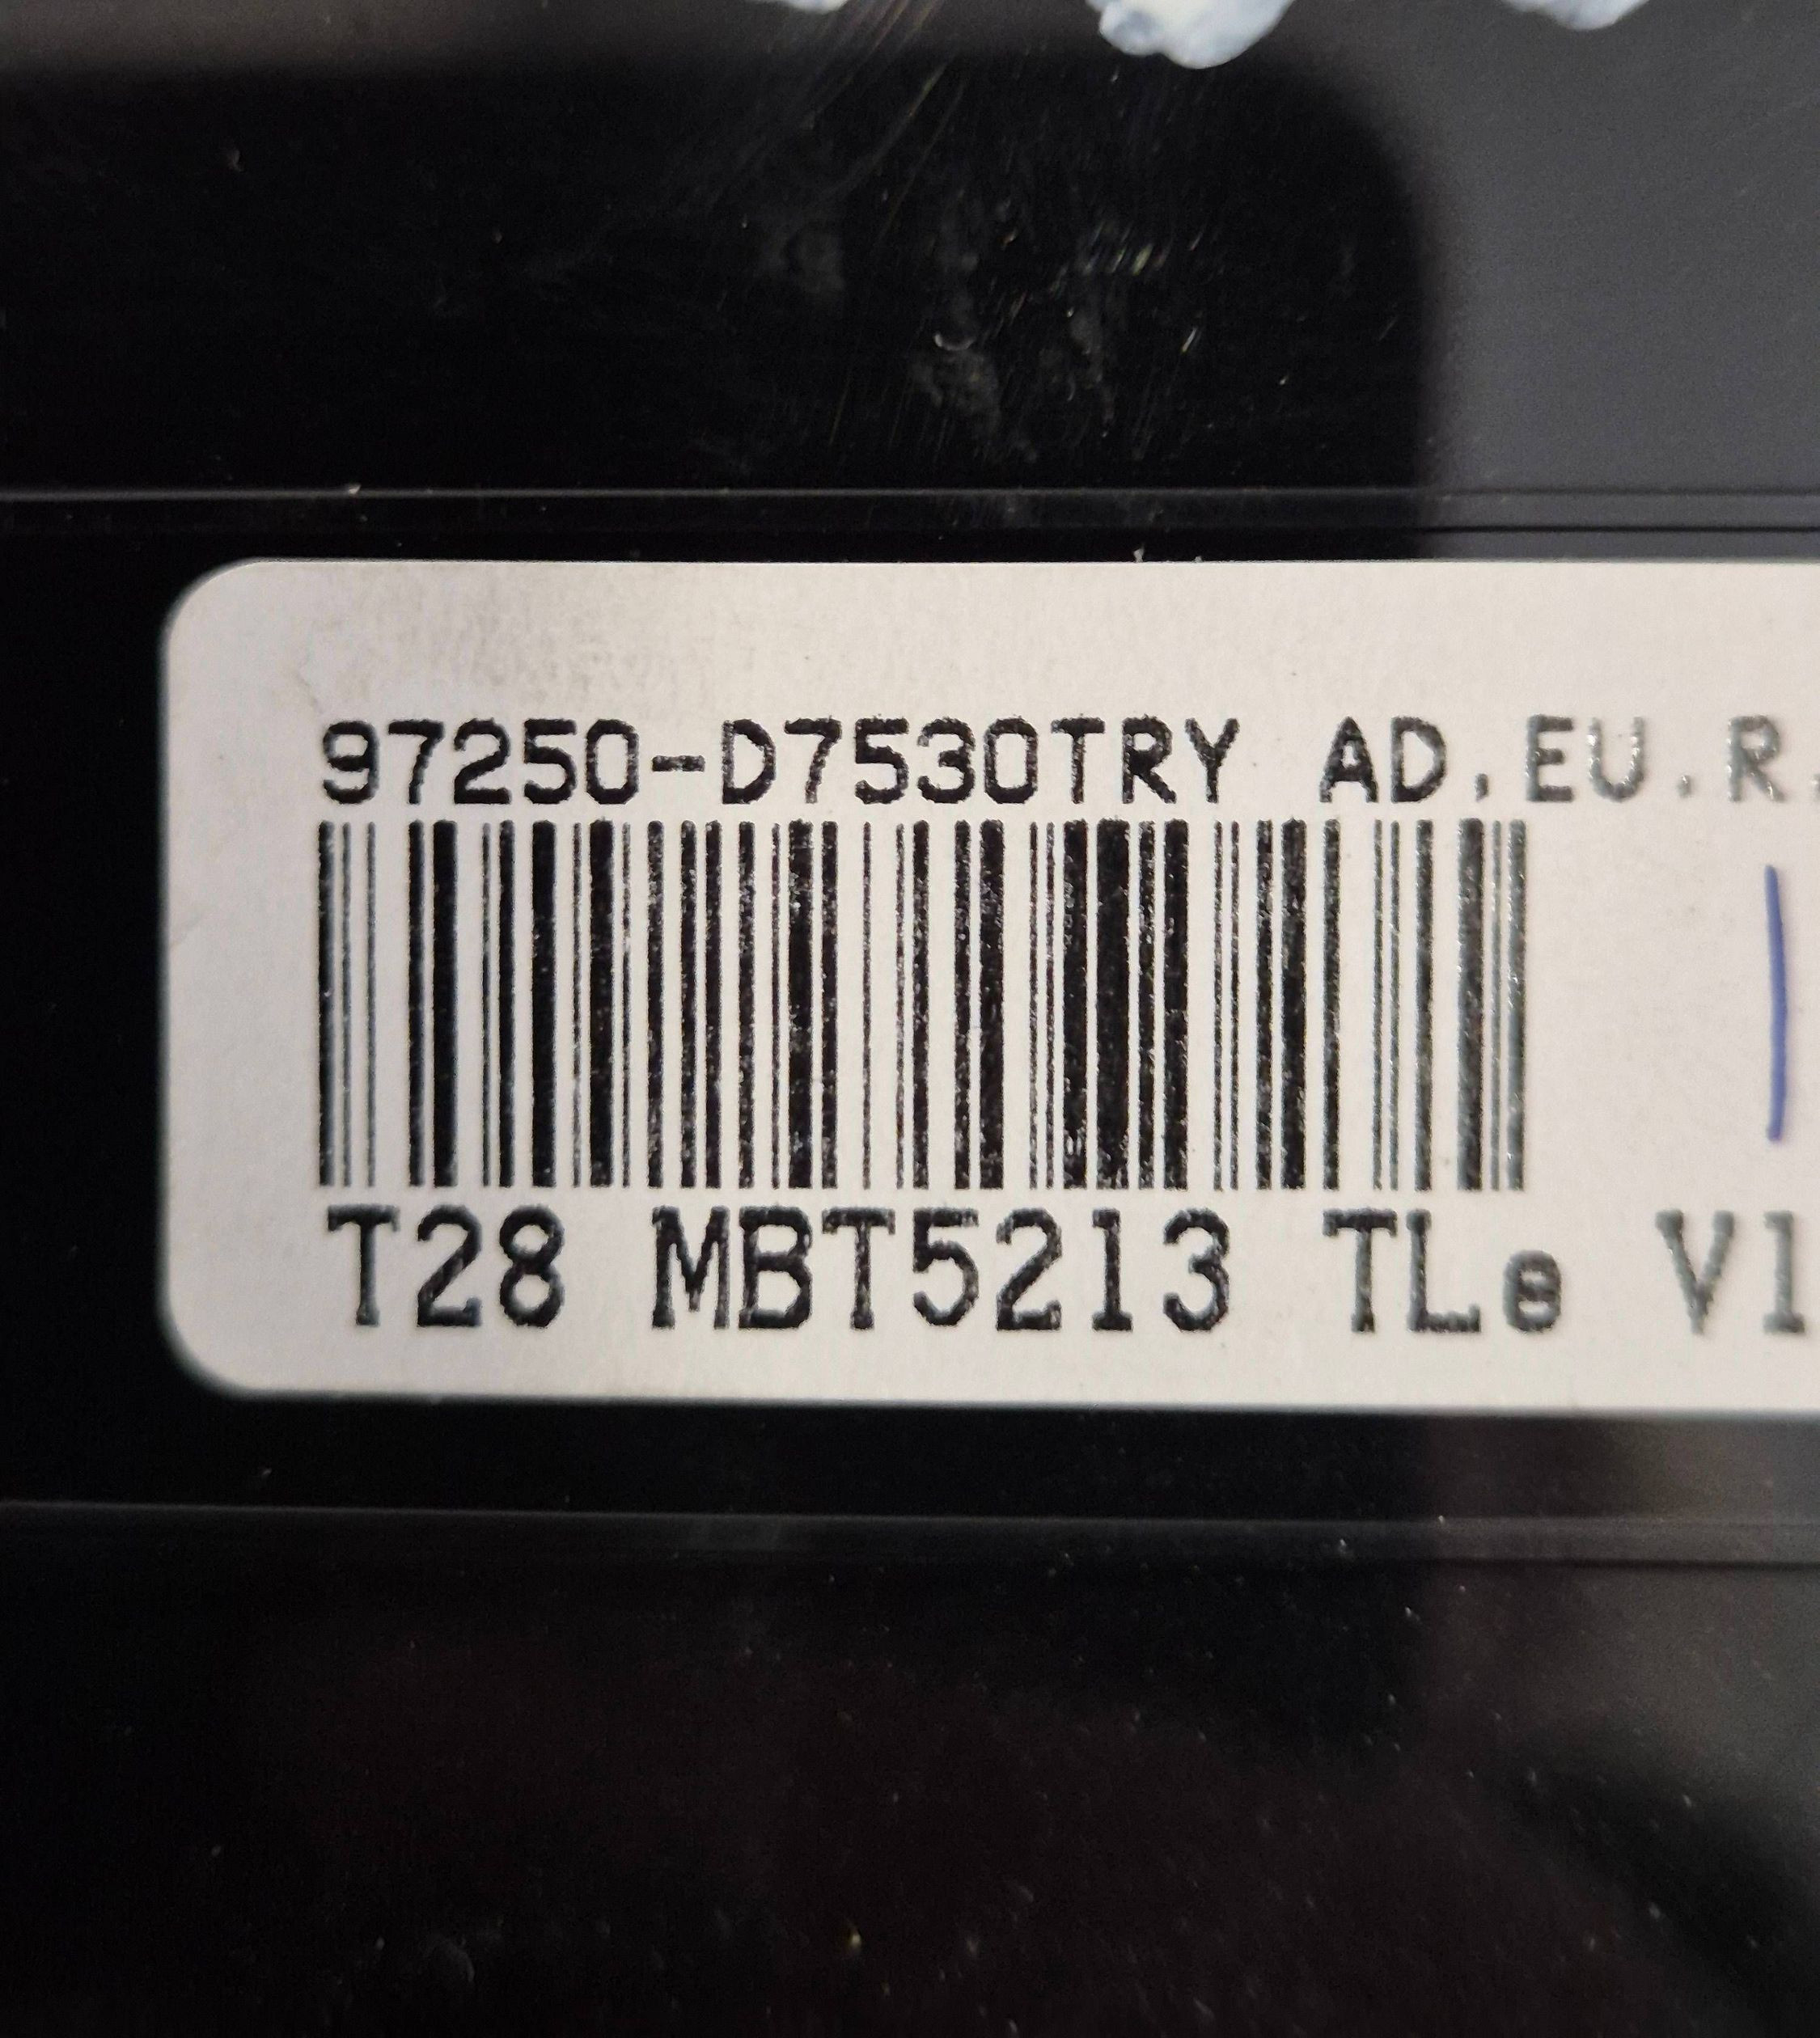 97250-D7530TRY AD.EU.R.
T28 MBT5213 TLe V1